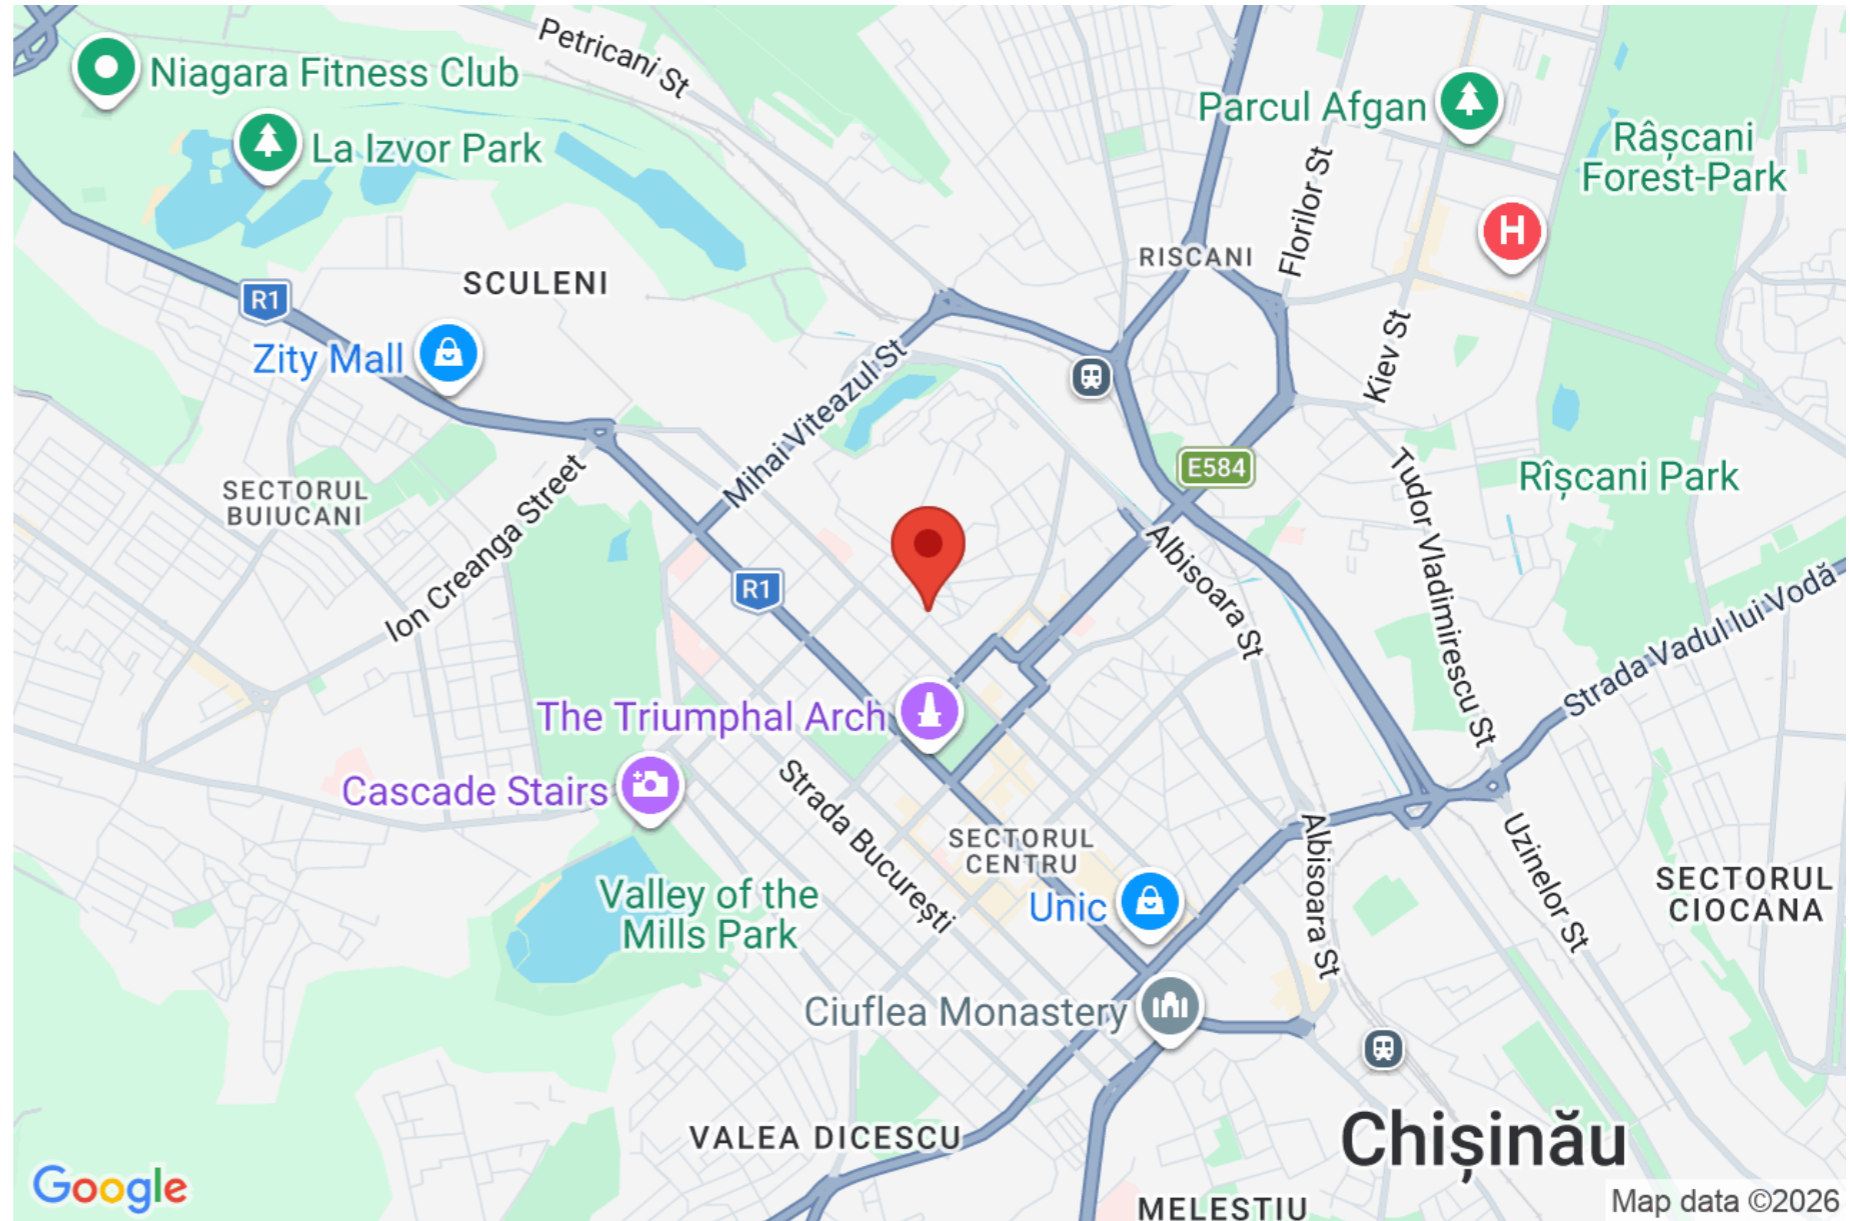 Petricani St
Niagara Fitness Club
La Izvor Park
Parcul Afgan
Râșcani
Forest-Park
Florilor St
H
RISCANI
SCULENI
R1
Zity Mall
Mihai Viteazul St
Kiev St
E584
Rîșcani Park
SECTORUL
BUIUCANI
Ion Creanga Street
Tudor Vladimirescu St
Albisoara St
R1
Strada Vadul lui Vodă
The Triumphal Arch
Cascade Stairs
Strada București
SECTORUL
CENTRU
Albisoara St
Uzinelor St
SECTORUL
CIOCANA
Valley of the
Mills Park
Unic
Ciuflea Monastery
VALEA DICESCU
Chișinău
Google
MELESTIU
Map data ©2026